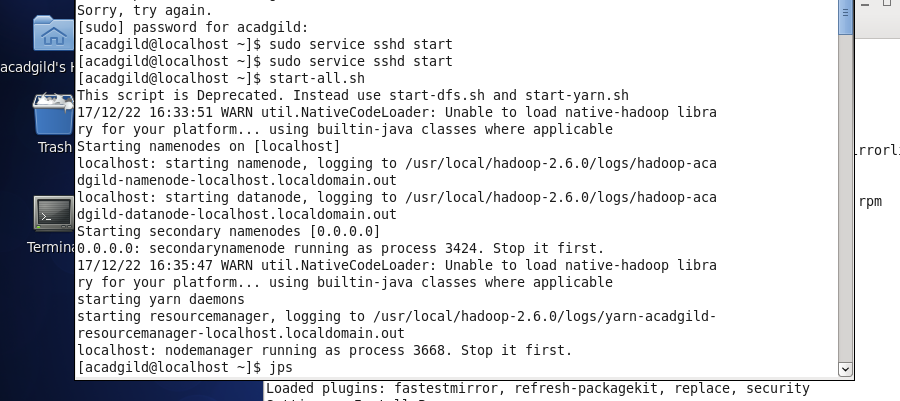 Sorry, try again.
[sudo] password for acadgild:
[acadgild@localhost ~]$ sudo service sshd start
[acadgild@localhost ~]$ sudo service sshd start
[acadgild@localhost ~]$ start-all.sh
This script is Deprecated. Instead use start-dfs.sh and start-yarn.sh
17/12/22 16:33:51 WARN util.NativeCodeLoader: Unable to load native-hadoop libra
ry for your platform... using builtin-java classes where applicable
Starting namenodes on [localhost]
localhost: starting namenode, logging to /usr/local/hadoop-2.6.0/logs/hadoop-aca
dgild-namenode-localhost.localdomain.out
localhost: starting datanode, logging to /usr/local/hadoop-2.6.0/logs/hadoop-aca
dgild-datanode-localhost.localdomain.out
Starting secondary namenodes [0.0.0.0]
0.0.0.0: secondarynamenode running as process 3424. Stop it first.
17/12/22 16:35:47 WARN util.NativeCodeLoader: Unable to load native-hadoop libra
ry for your platform... using builtin-java classes where applicable
starting yarn daemons
starting resourcemanager, logging to /usr/local/hadoop-2.6.0/logs/yarn-acadgild-
resourcemanager-localhost.localdomain.out
localhost: nodemanager running as process 3668. Stop it first.
[acadgild@localhost ~]$ jps
acadgild's
Trash
Termina
rpm
Loaded plugins: fastestmirror, refresh-packagekit, replace, security